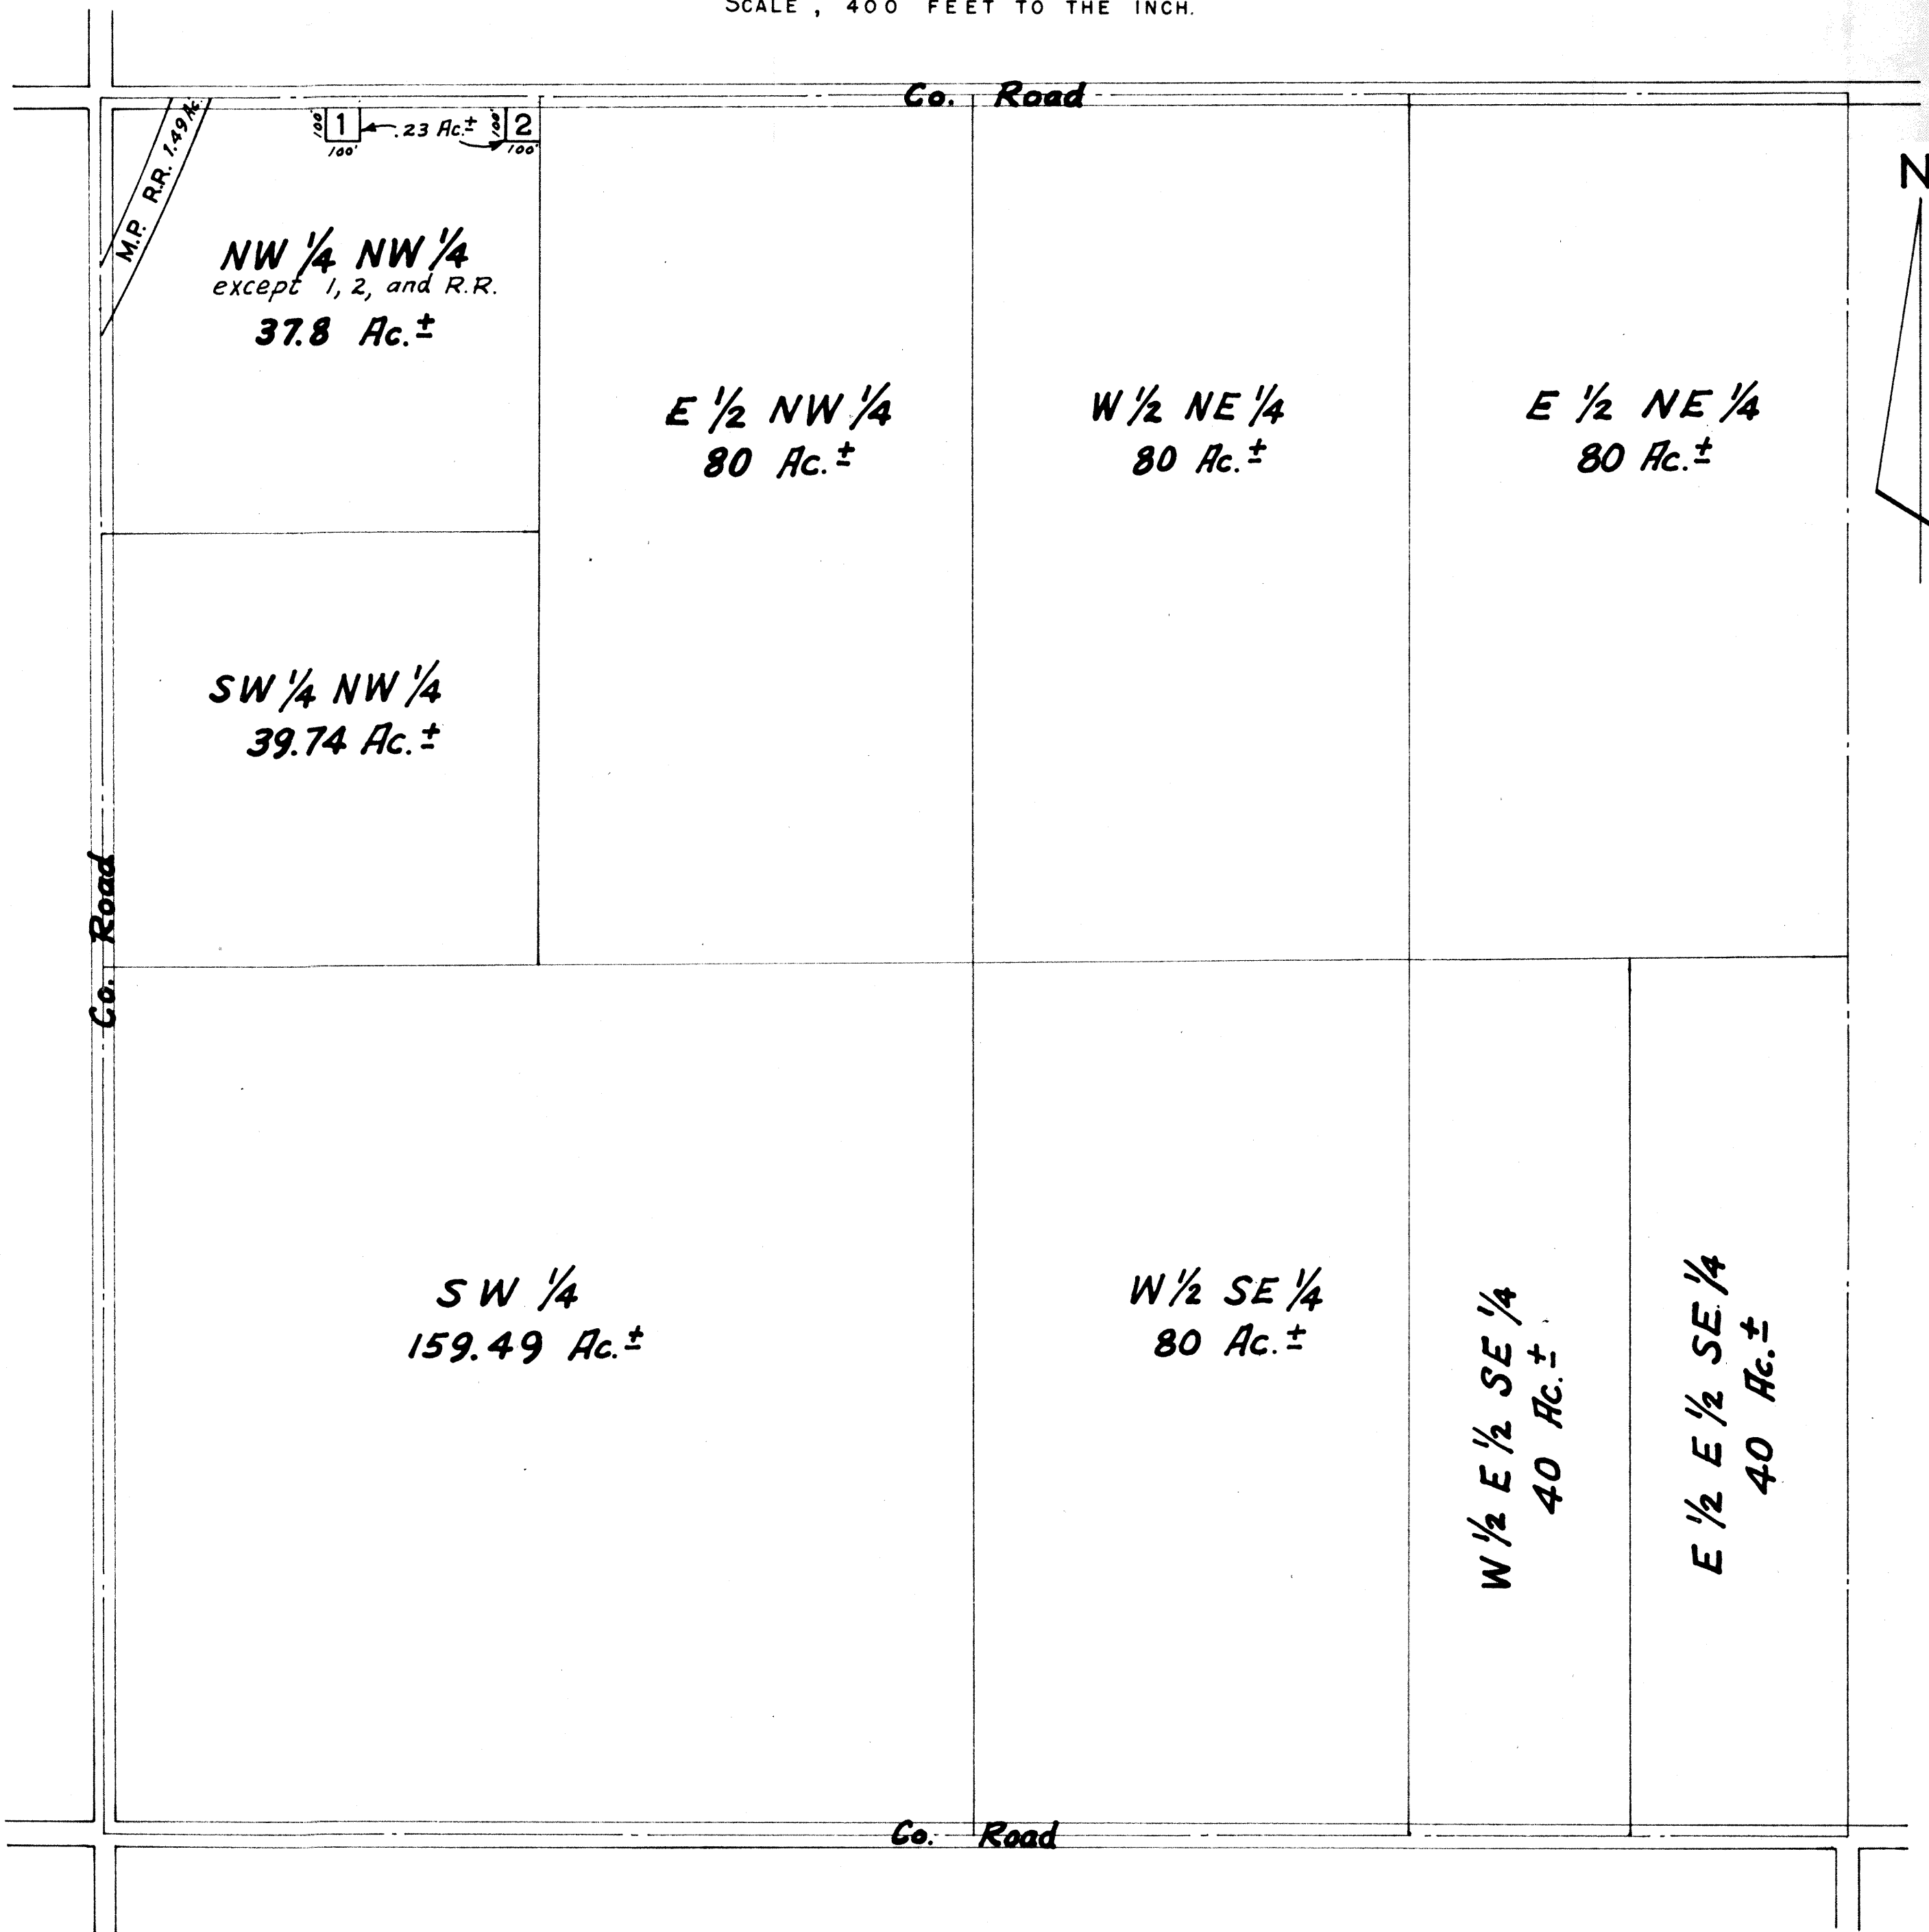 SCALE, 400 FEET TO THE INCH.
Co. Road
M.P. R.R. 1.49 Ac.
100'
1
100'
.23 Ac.±
100'
2
100'
N
NW 1/4 NW 1/4
except 1, 2, and R.R.
37.8 Ac.±
E 1/2 NW 1/4
80 Ac.±
W 1/2 NE 1/4
80 Ac.±
E 1/2 NE 1/4
80 Ac.±
SW 1/4 NW 1/4
39.74 Ac.±
Co. Road
SW 1/4
159.49 Ac.±
W 1/2 SE 1/4
80 Ac.±
W 1/2 E 1/2 SE 1/4
40 Ac.±
E 1/2 E 1/2 SE 1/4
40 Ac.±
Co. Road